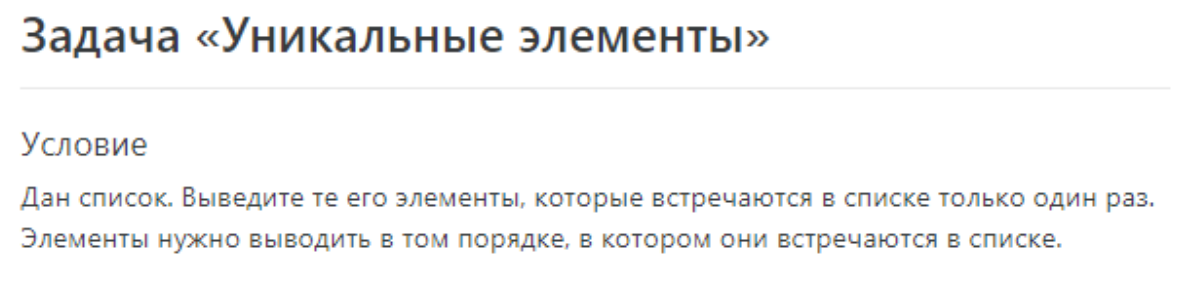 Задача «Уникальные элементы»
Условие
Дан список. Выведите те его элементы, которые встречаются в списке только один раз.
Элементы нужно выводить в том порядке, в котором они встречаются в списке.